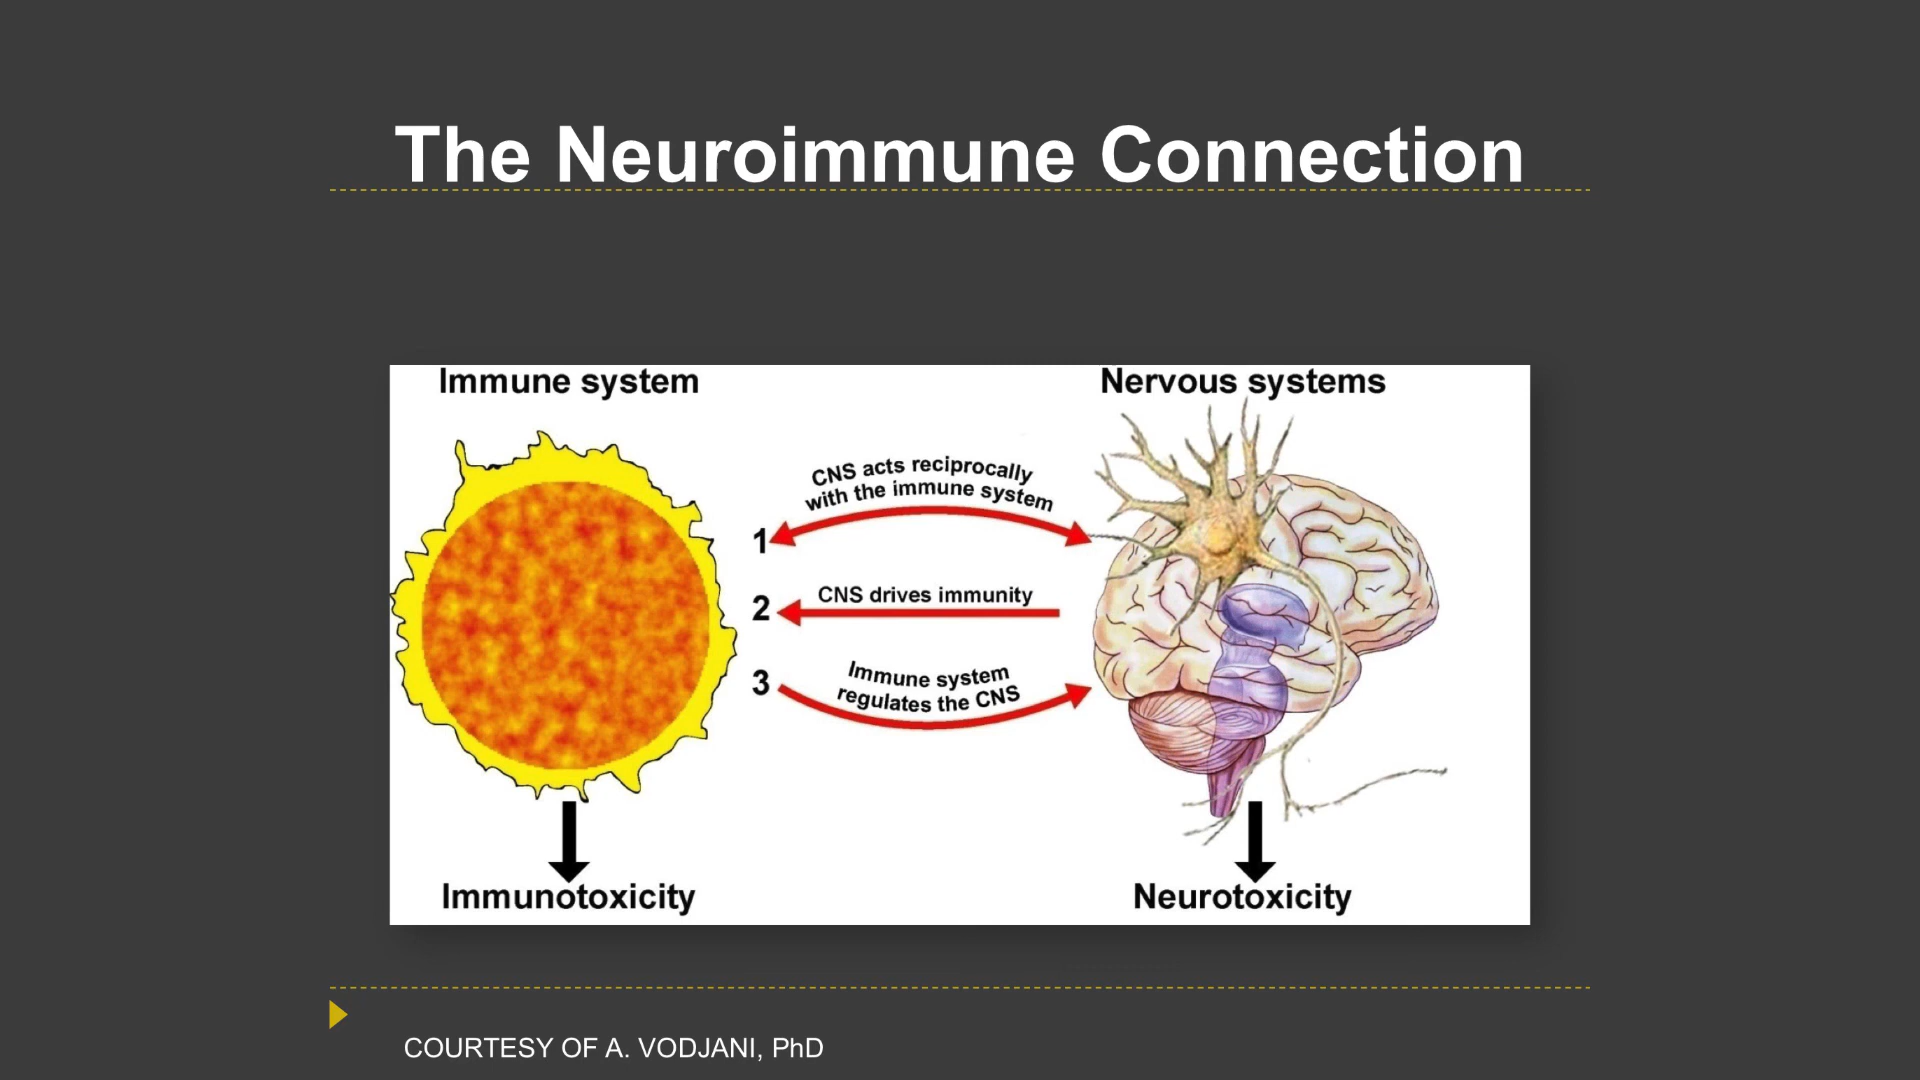 The Neuroimmune Connection
Immune system
Nervous systems
CNS acts reciprocally
with the immune system
1
2
CNS drives immunity
3
Immune system
regulates the CNS
Immunotoxicity
Neurotoxicity
COURTESY OF A. VODJANI, PhD